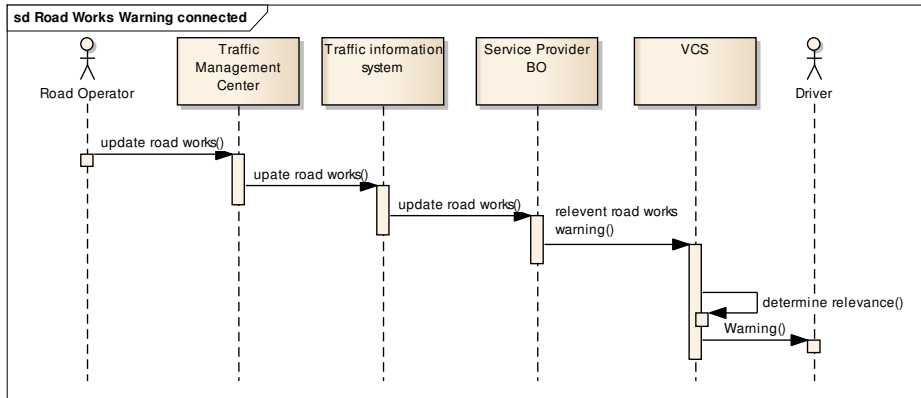 sd Road Works Warning connected
Road Operator
Traffic
Management
Center
Traffic information
system
Service Provider
BO
VCS
Driver
update road works()
upate road works()
update road works()
relevent road works
warning()
determine relevance()
Warning()